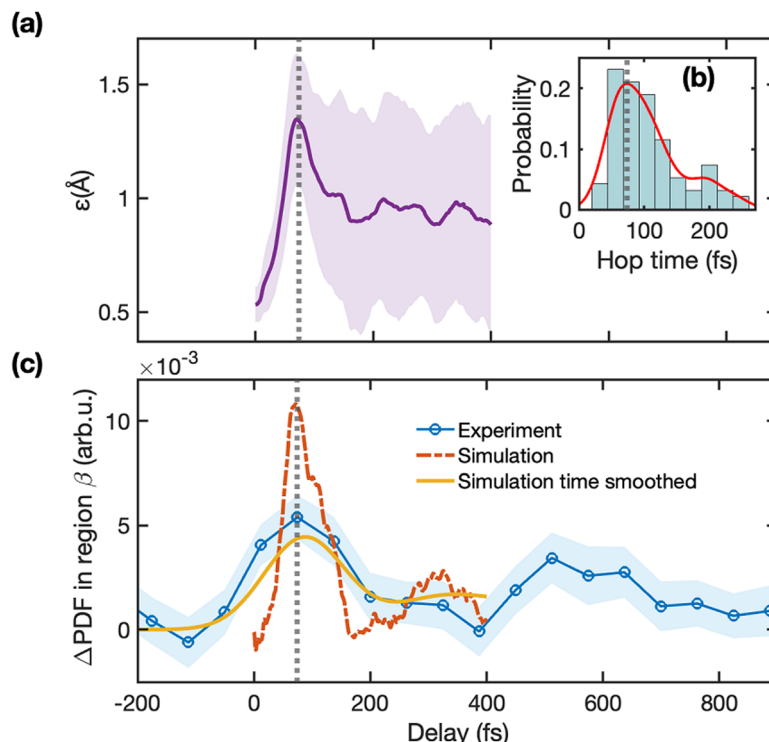 (a)
1.5
1
0.5
ε(Å)
(b)
0.2
0.1
0
Probability
0 100 200
Hop time (fs)
(c)
×10⁻³
10
5
0
ΔPDF in region β (arb.u.)
Experiment
Simulation
Simulation time smoothed
-200 0 200 400 600 800
Delay (fs)